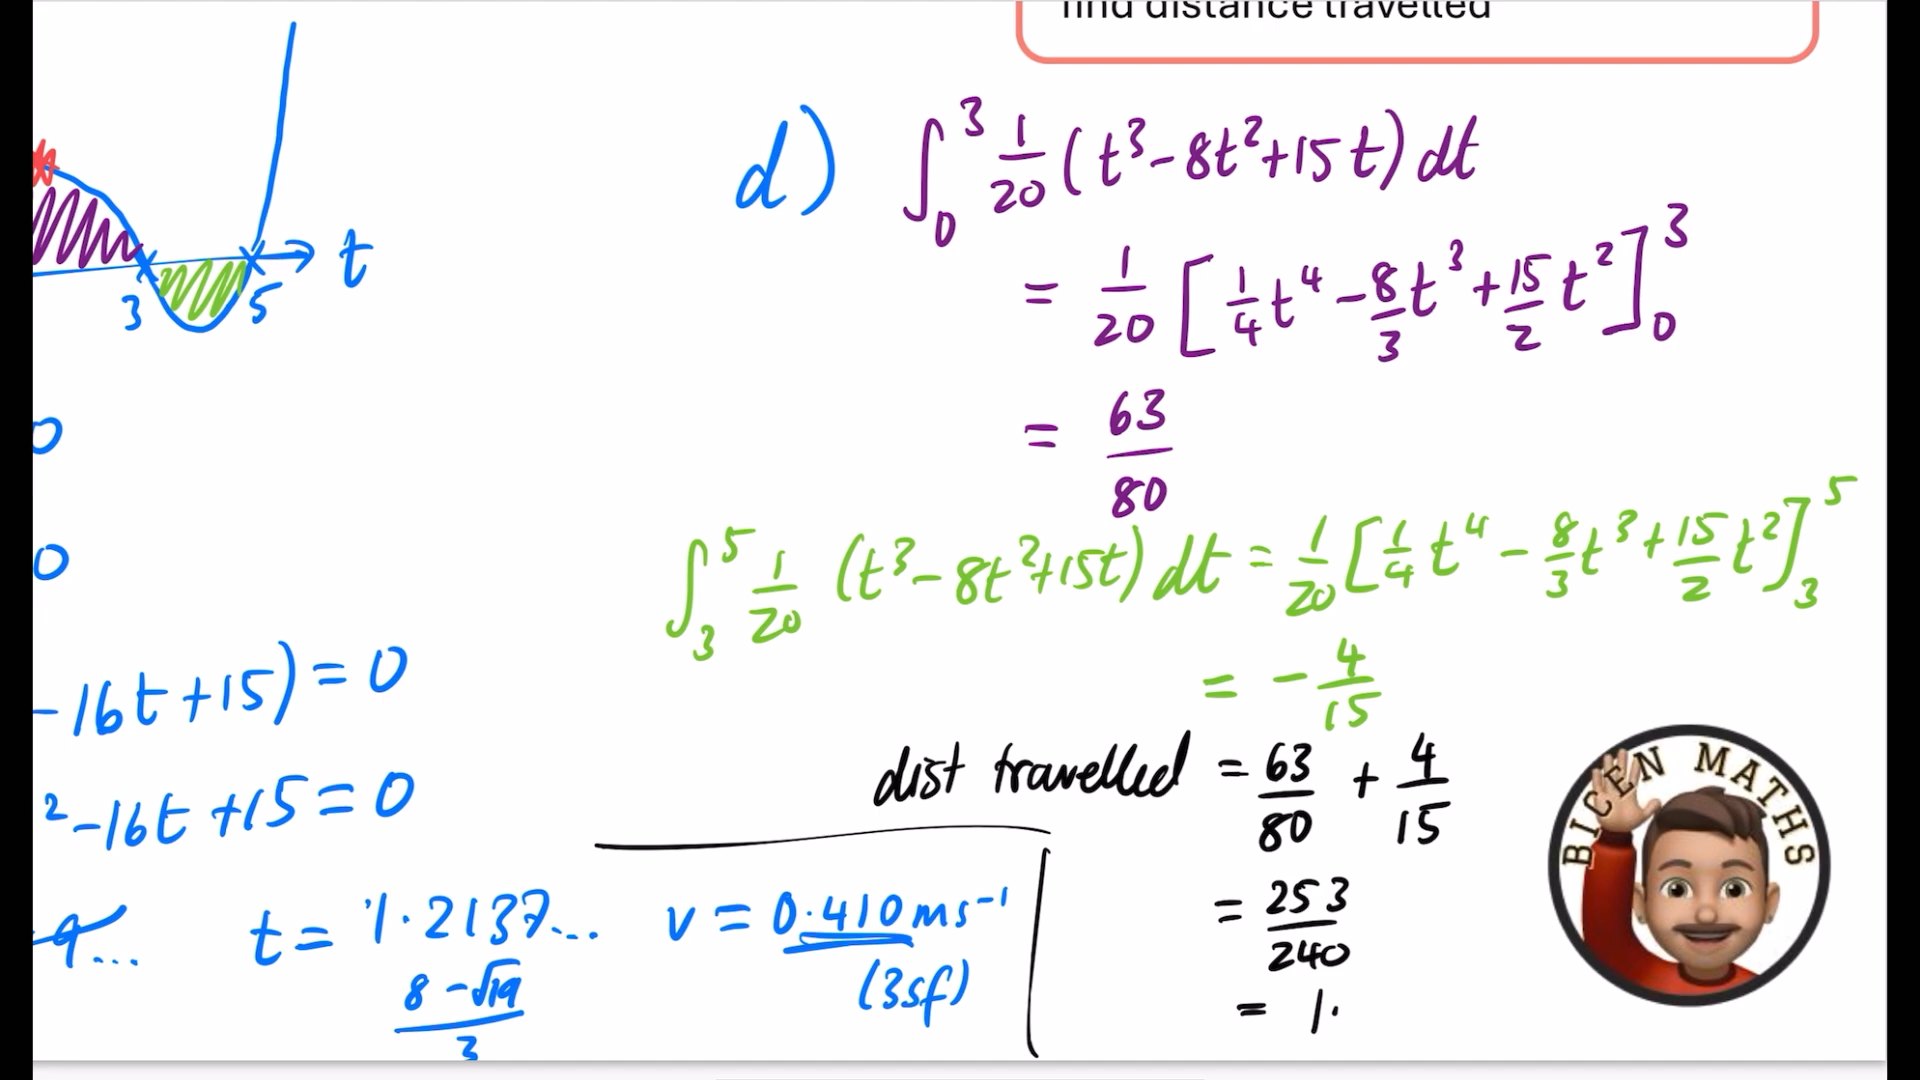 find distance travelled
d) ∫₀³ 1/20 (t³ - 8t² + 15t) dt
= 1/20 [1/4 t⁴ - 8/3 t³ + 15/2 t²]₀³
= 63/80
∫₃⁵ 1/20 (t³ - 8t² + 15t) dt = 1/20 [1/4 t⁴ - 8/3 t³ + 15/2 t²]₃⁵
= - 4/15
dist travelled = 63/80 + 4/15
= 253/240
= 1.
t
3 5
0
0
-16t + 15) = 0
² - 16t + 15 = 0
9... t = 1.2137... v = 0.410 ms⁻¹
(8 - √19)/3 (3sf)
BICEN MATHS